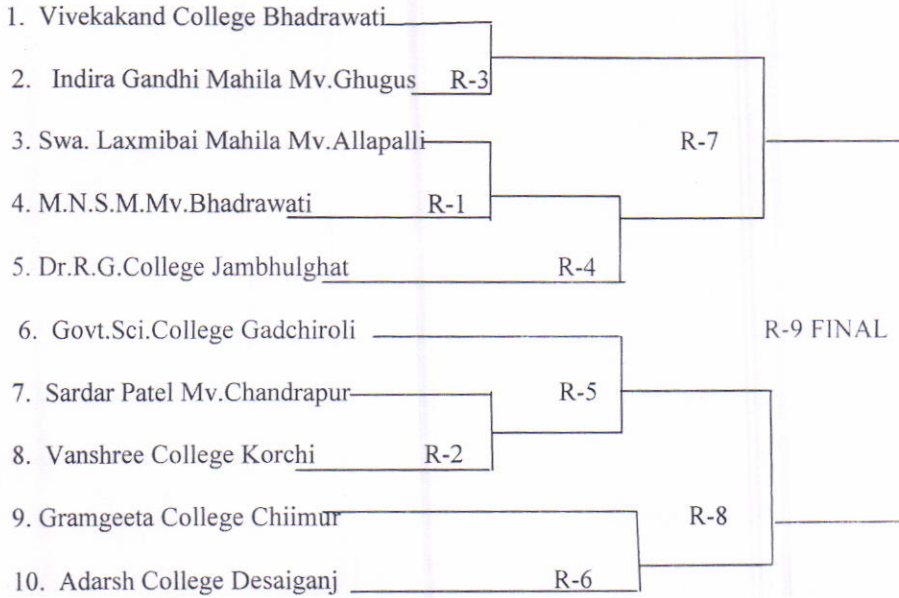 1. Vivekakand College Bhadrawati
2. Indira Gandhi Mahila Mv.Ghugus R-3
3. Swa. Laxmibai Mahila Mv.Allapalli R-7
4. M.N.S.M.Mv.Bhadrawati R-1
5. Dr.R.G.College Jambhulghat R-4
6. Govt.Sci.College Gadchiroli R-9 FINAL
7. Sardar Patel Mv.Chandrapur R-5
8. Vanshree College Korchi R-2
9. Gramgeeta College Chiimur R-8
10. Adarsh College Desaiganj R-6